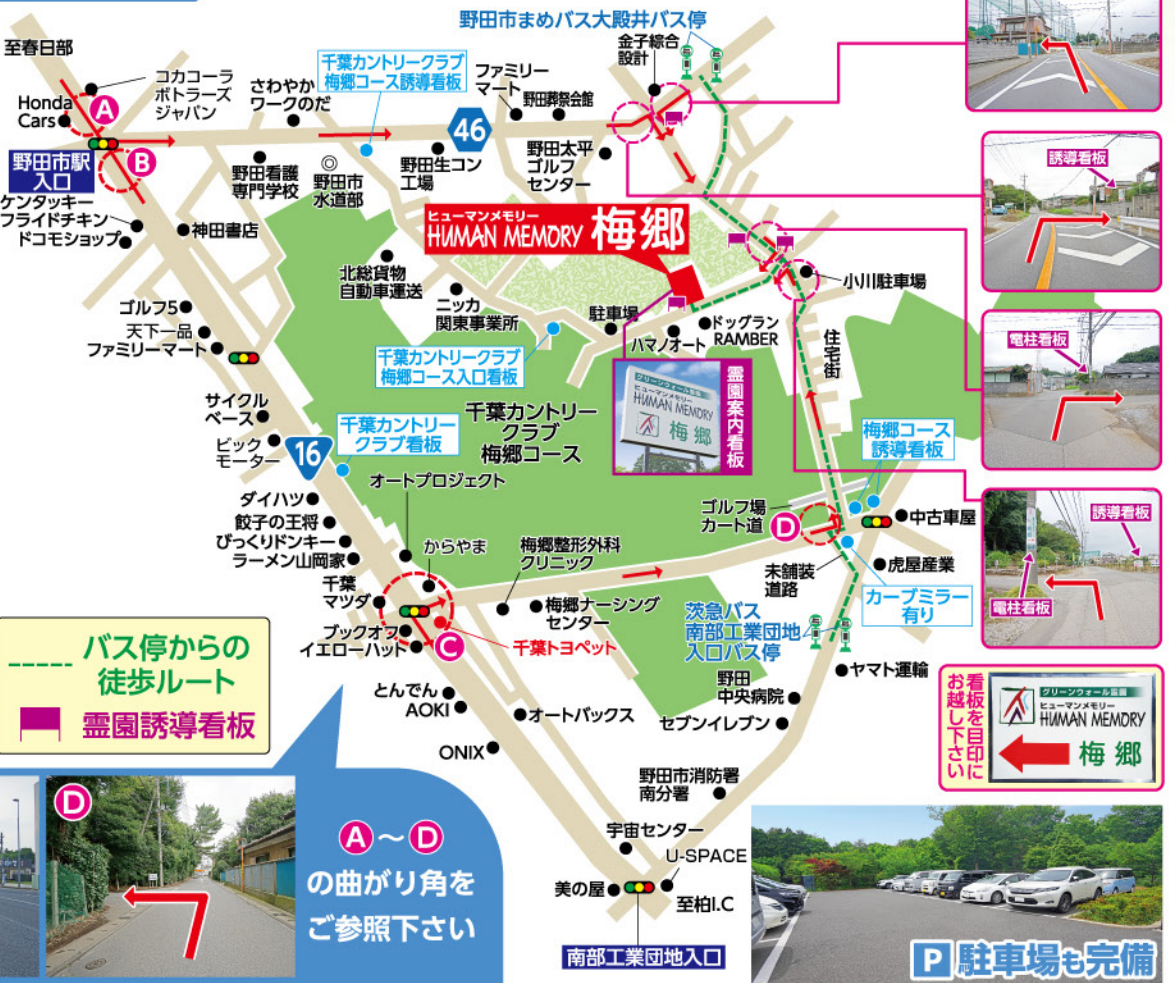 野田市まめバス大殿井バス停
至春日部
金子綜合
設計
コカコーラ
ボトラーズ
ジャパン
さわやか
ワークのだ
千葉カントリークラブ
梅郷コース誘導看板
ファミリー
マート
野田葬祭会館
Honda
Cars
A
46
野田市駅
入口
B
野田看護
専門学校
野田市
水道部
野田生コン
工場
野田太平
ゴルフ
センター
誘導看板
ケンタッキー
フライドチキン
ドコモショップ
神田書店
ヒューマンメモリー
HUMAN MEMORY 梅郷
北総貨物
自動車運送
ニッカ
関東事業所
小川駐車場
ゴルフ5
天下一品
ファミリーマート
駐車場
ハマノオート
ドッグラン
RAMBER
住宅街
電柱看板
千葉カントリークラブ
梅郷コース入口看板
グリーンウォール霊園
ヒューマンメモリー
HUMAN MEMORY
梅郷
霊園案内看板
サイクル
ベース
ビック
モーター
16
千葉カントリー
クラブ看板
千葉カントリー
クラブ
梅郷コース
梅郷コース
誘導看板
オートプロジェクト
ダイハツ
餃子の王将
びっくりドンキー
ラーメン山岡家
ゴルフ場
カート道
D
中古車屋
誘導看板
電柱看板
からやま
梅郷整形外科
クリニック
未舗装
道路
虎屋産業
カーブミラー
有り
千葉
マツダ
梅郷ナーシング
センター
茨急バス
南部工業団地
入口バス停
ブックオフ
イエローハット
C
千葉トヨペット
バス停からの
徒歩ルート
霊園誘導看板
とんでん
AOKI
オートバックス
野田
中央病院
セブンイレブン
ヤマト運輸
看板を目印に
お越し下さい
グリーンウォール霊園
ヒューマンメモリー
HUMAN MEMORY
梅郷
ONIX
野田市消防署
南分署
D
A～D
の曲がり角を
ご参照下さい
宇宙センター
U-SPACE
美の屋
至柏I.C
南部工業団地入口
P 駐車場も完備